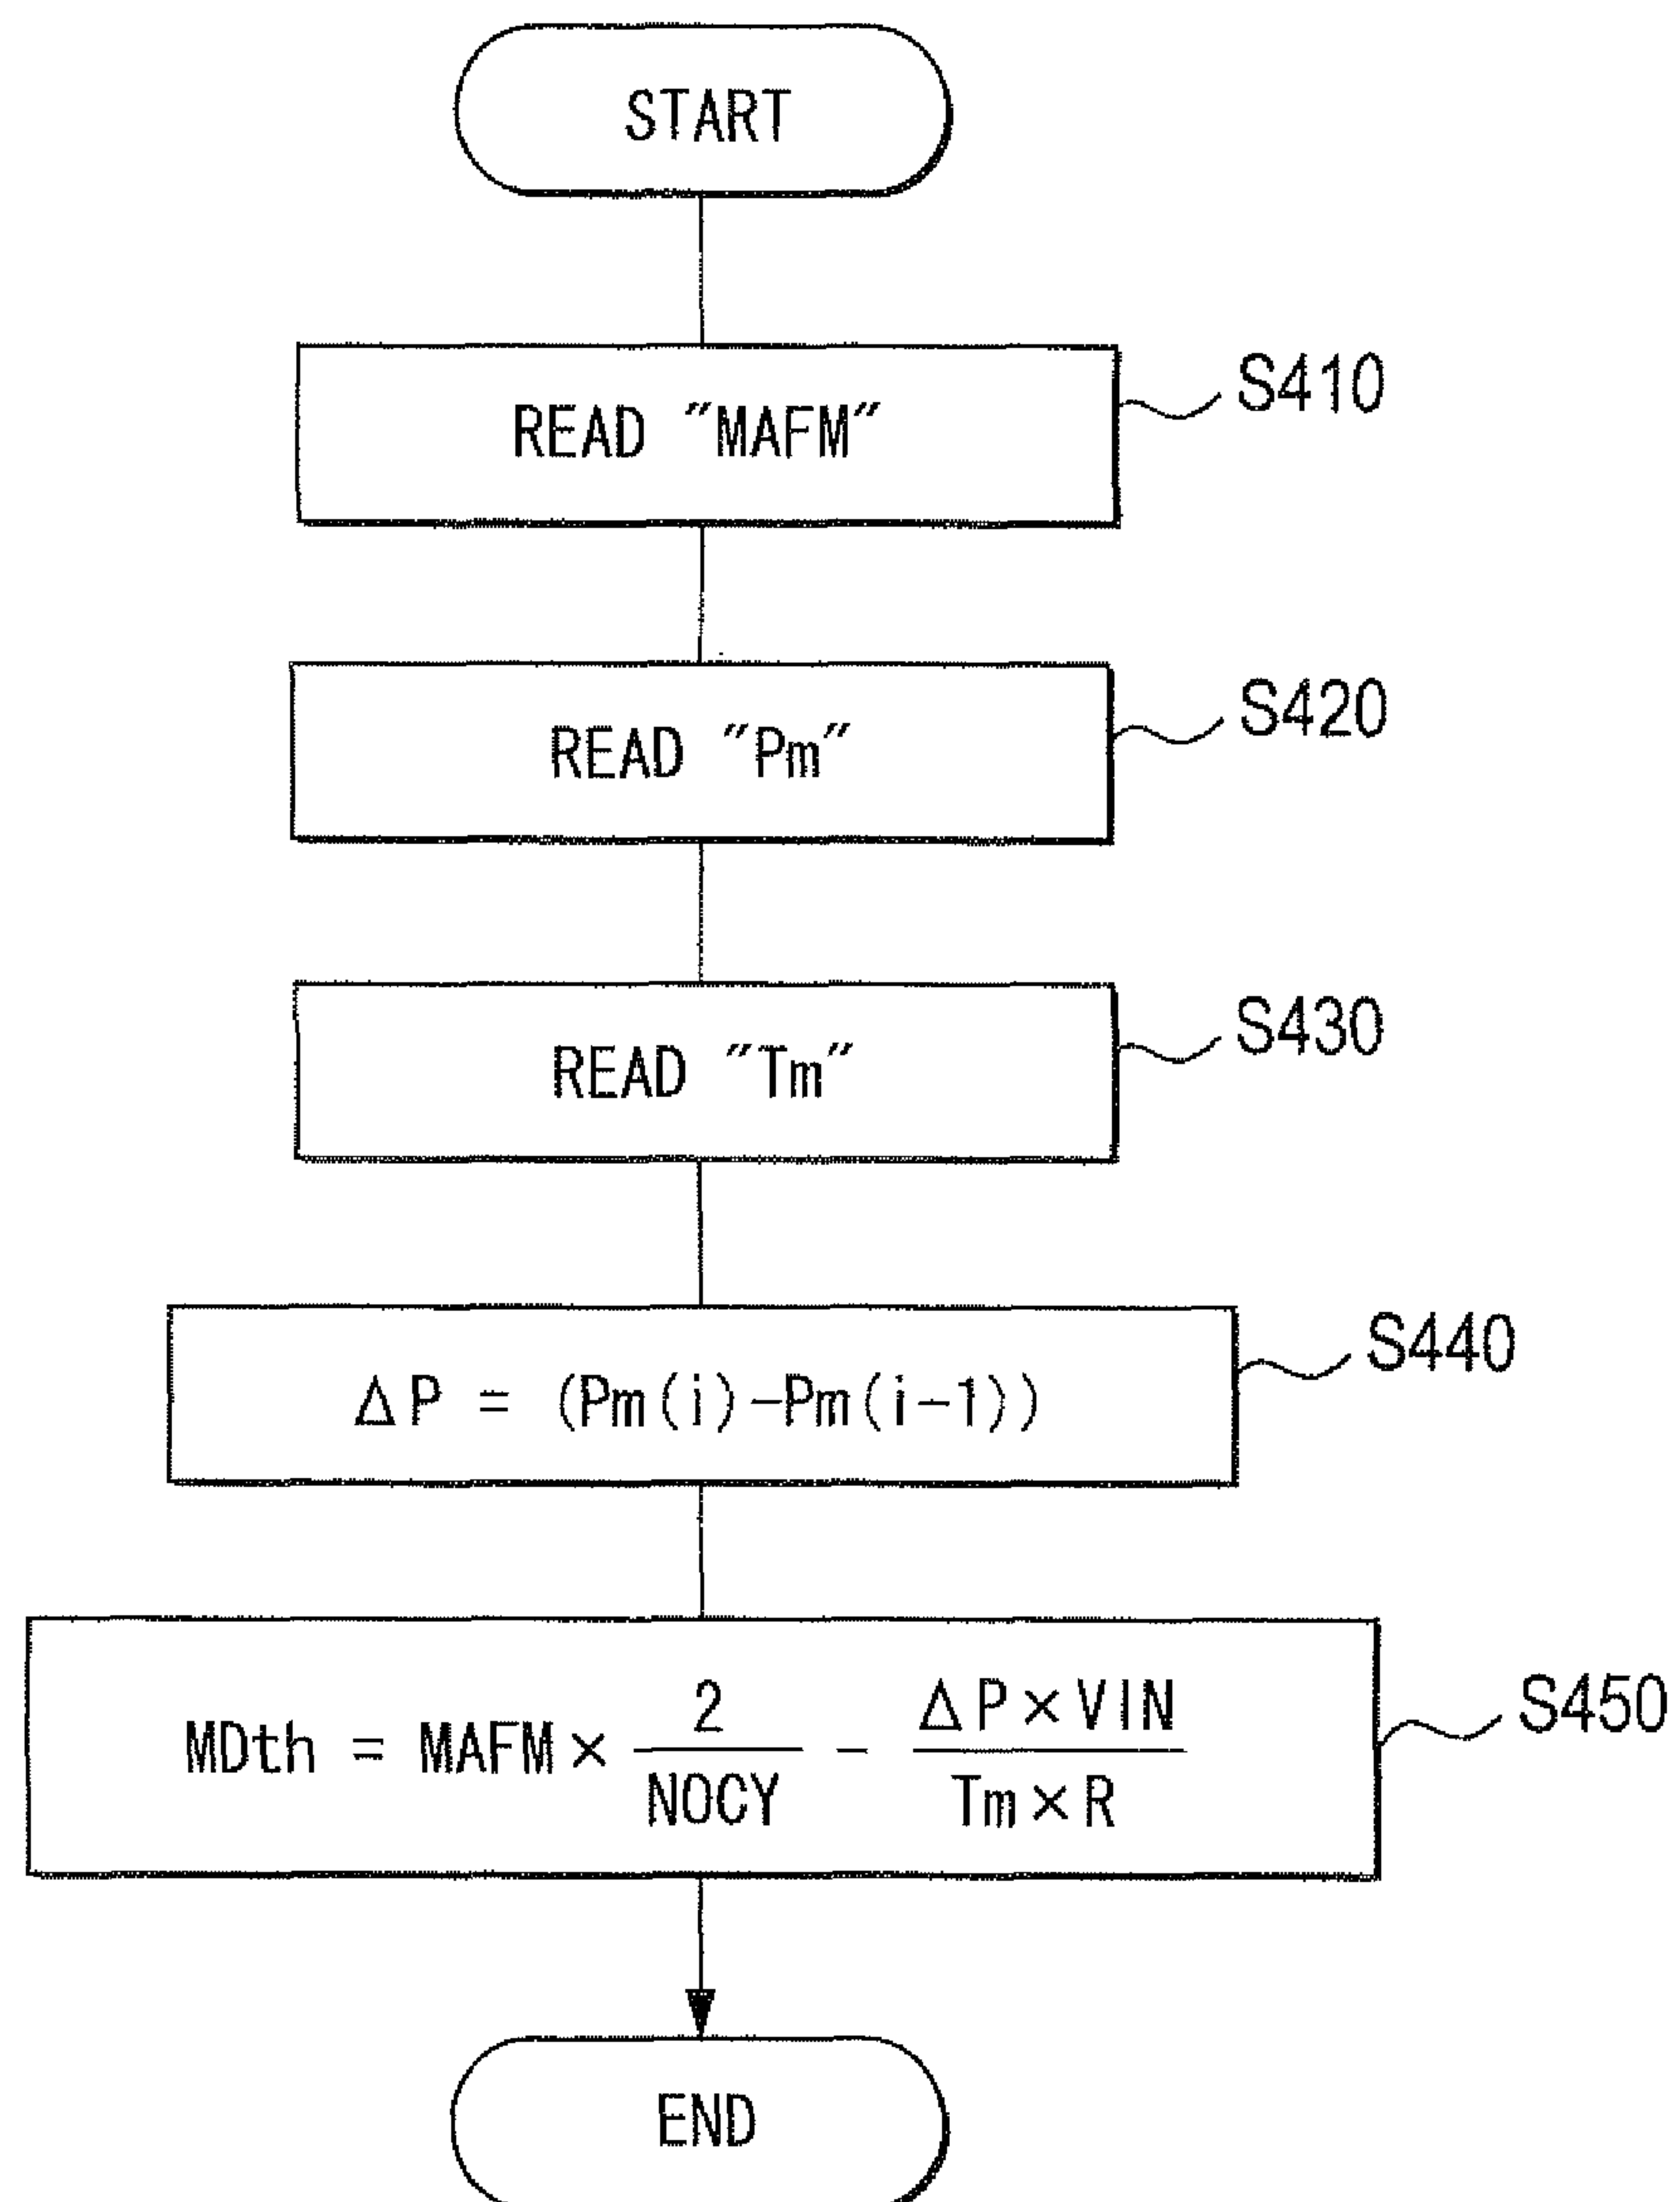 START
READ "MAFM"
S410
READ "Pm"
S420
READ "Tm"
S430
ΔP = (Pm(i)-Pm(i-1))
S440
MDth = MAFM × 2/NOCY - ΔP×VIN/Tm×R
S450
END